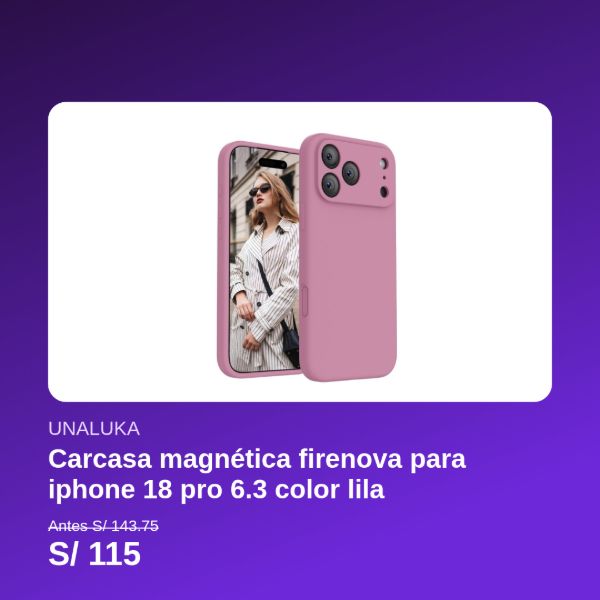 UNALUKA
Carcasa magnética firenova para
iphone 18 pro 6.3 color lila
Antes S/ 143.75
S/ 115